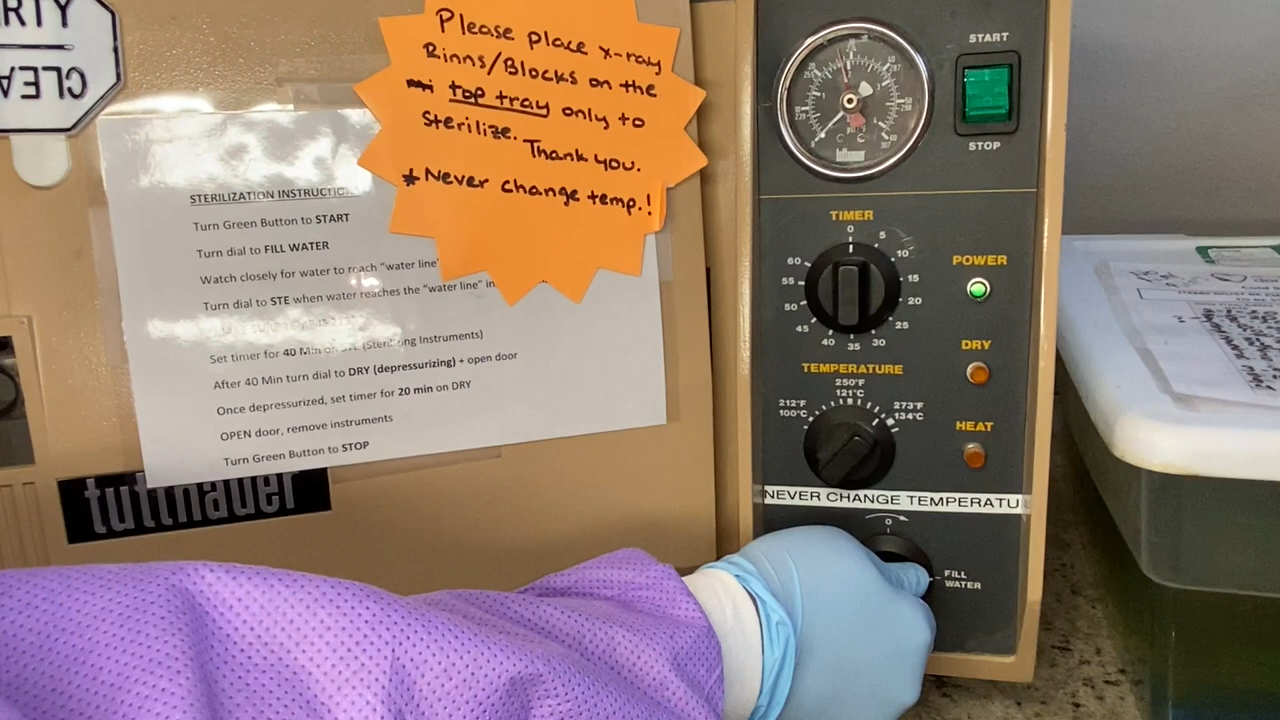 RTY
CLEA
Please place x-ray
Rinns/Blocks on the
top tray only to
sterilize. Thank you.
* Never change temp.!
STERILIZATION INSTRUCTIO
Turn Green Button to START
Turn dial to FILL WATER
Watch closely for water to reach "water line"
Turn dial to STE when water reaches the "water line" in
Set timer for 40 Min on STE (Sterilizing Instruments)
After 40 Min turn dial to DRY (depressurizing) + open door
Once depressurized, set timer for 20 min on DRY
OPEN door, remove instruments
Turn Green Button to STOP
tuttnauer
tuttnauer
START
STOP
TIMER
0
5
10
15
20
25
30
35
40
45
50
55
60
POWER
DRY
HEAT
TEMPERATURE
250°F
121°C
212°F
100°C
273°F
134°C
NEVER CHANGE TEMPERATU
0
FILL
WATER